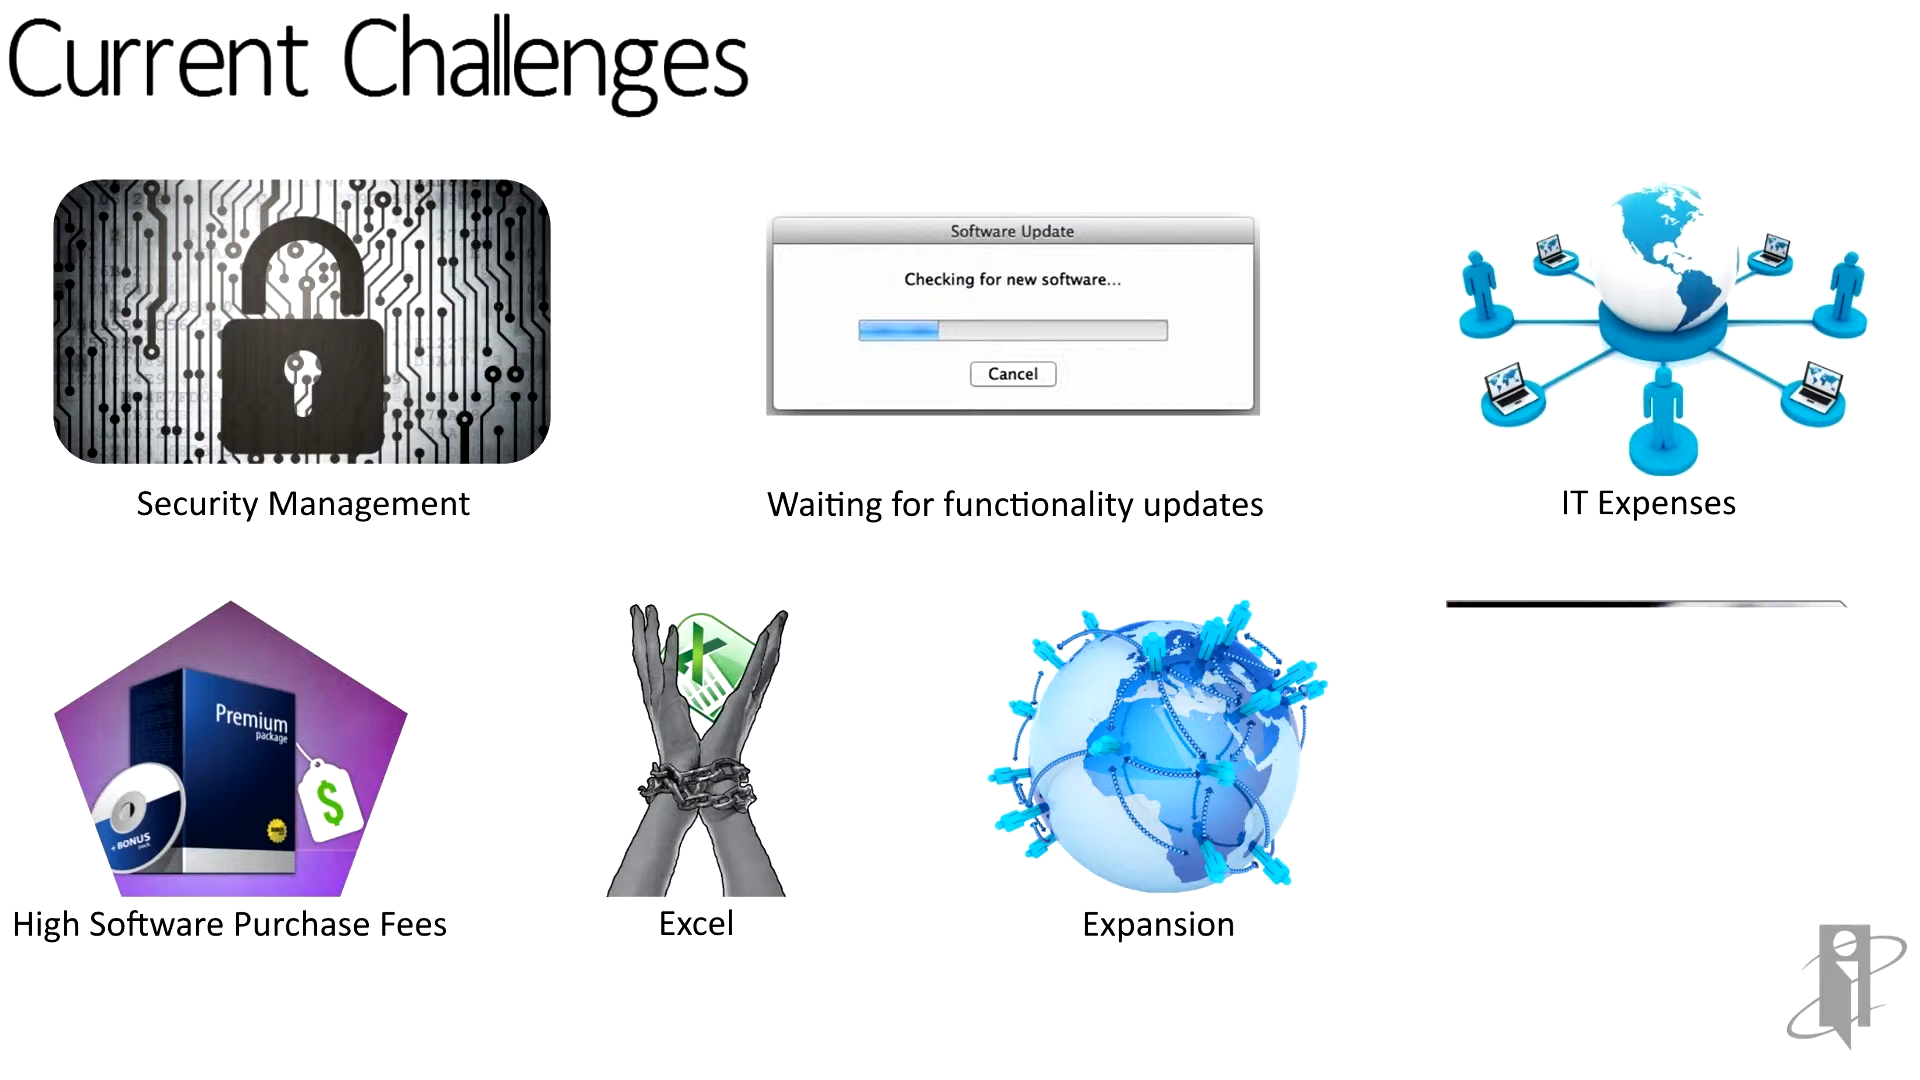 Current Challenges
Software Update
Checking for new software...
Cancel
Security Management
Waiting for functionality updates
IT Expenses
Premium
package
$
+ BONUS
pack
High Software Purchase Fees
Excel
Expansion